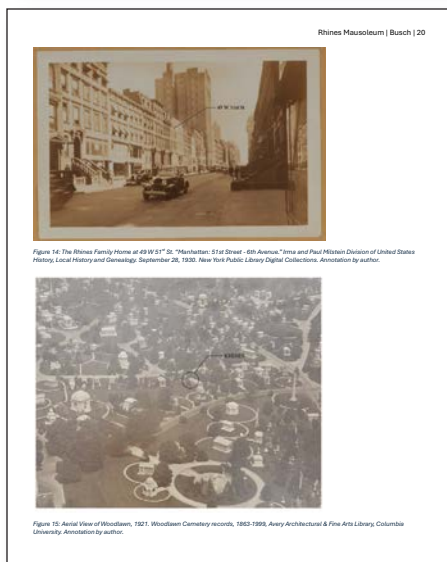 Rhines Mausoleum | Busch | 20
Figure 14: The Rhines Family Home at 49 W 51st St. "Manhattan: 51st Street - 6th Avenue." Irma and Paul Milstein Division of United States
History, Local History and Genealogy. September 28, 1930. New York Public Library Digital Collections. Annotation by author.
RHINES
Figure 15: Aerial View of Woodlawn, 1921. Woodlawn Cemetery records, 1863-1999, Avery Architectural & Fine Arts Library, Columbia
University. Annotation by author.